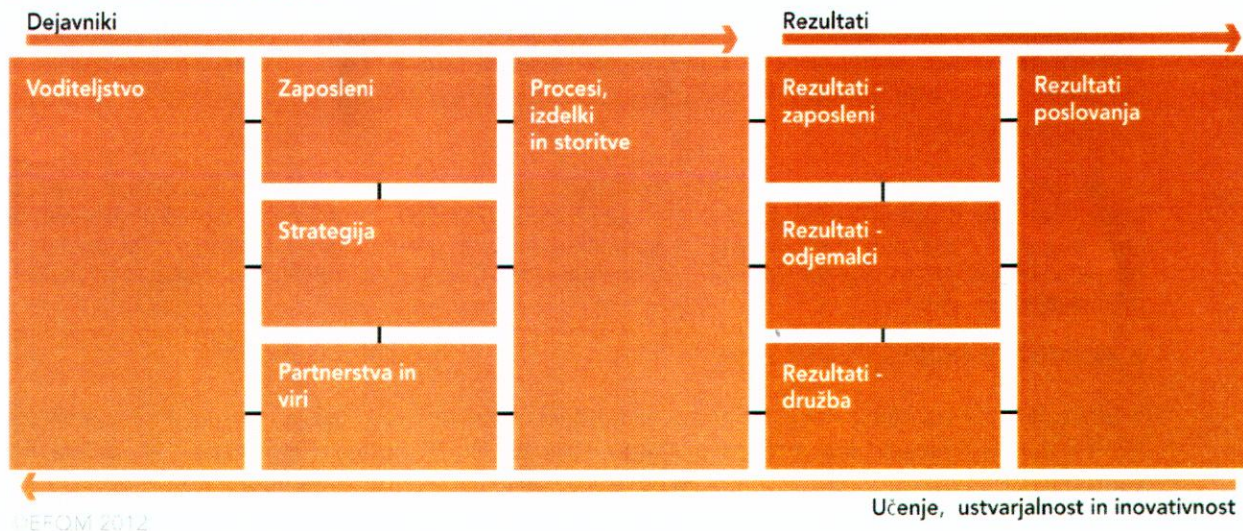 Dejavniki
Rezultati
Voditeljstvo
Zaposleni
Procesi,
izdelki
in storitve
Rezultati -
zaposleni
Rezultati
poslovanja
Strategija
Rezultati -
odjemalci
Partnerstva in
viri
Rezultati -
družba
Učenje, ustvarjalnost in inovativnost
EFQM 2012